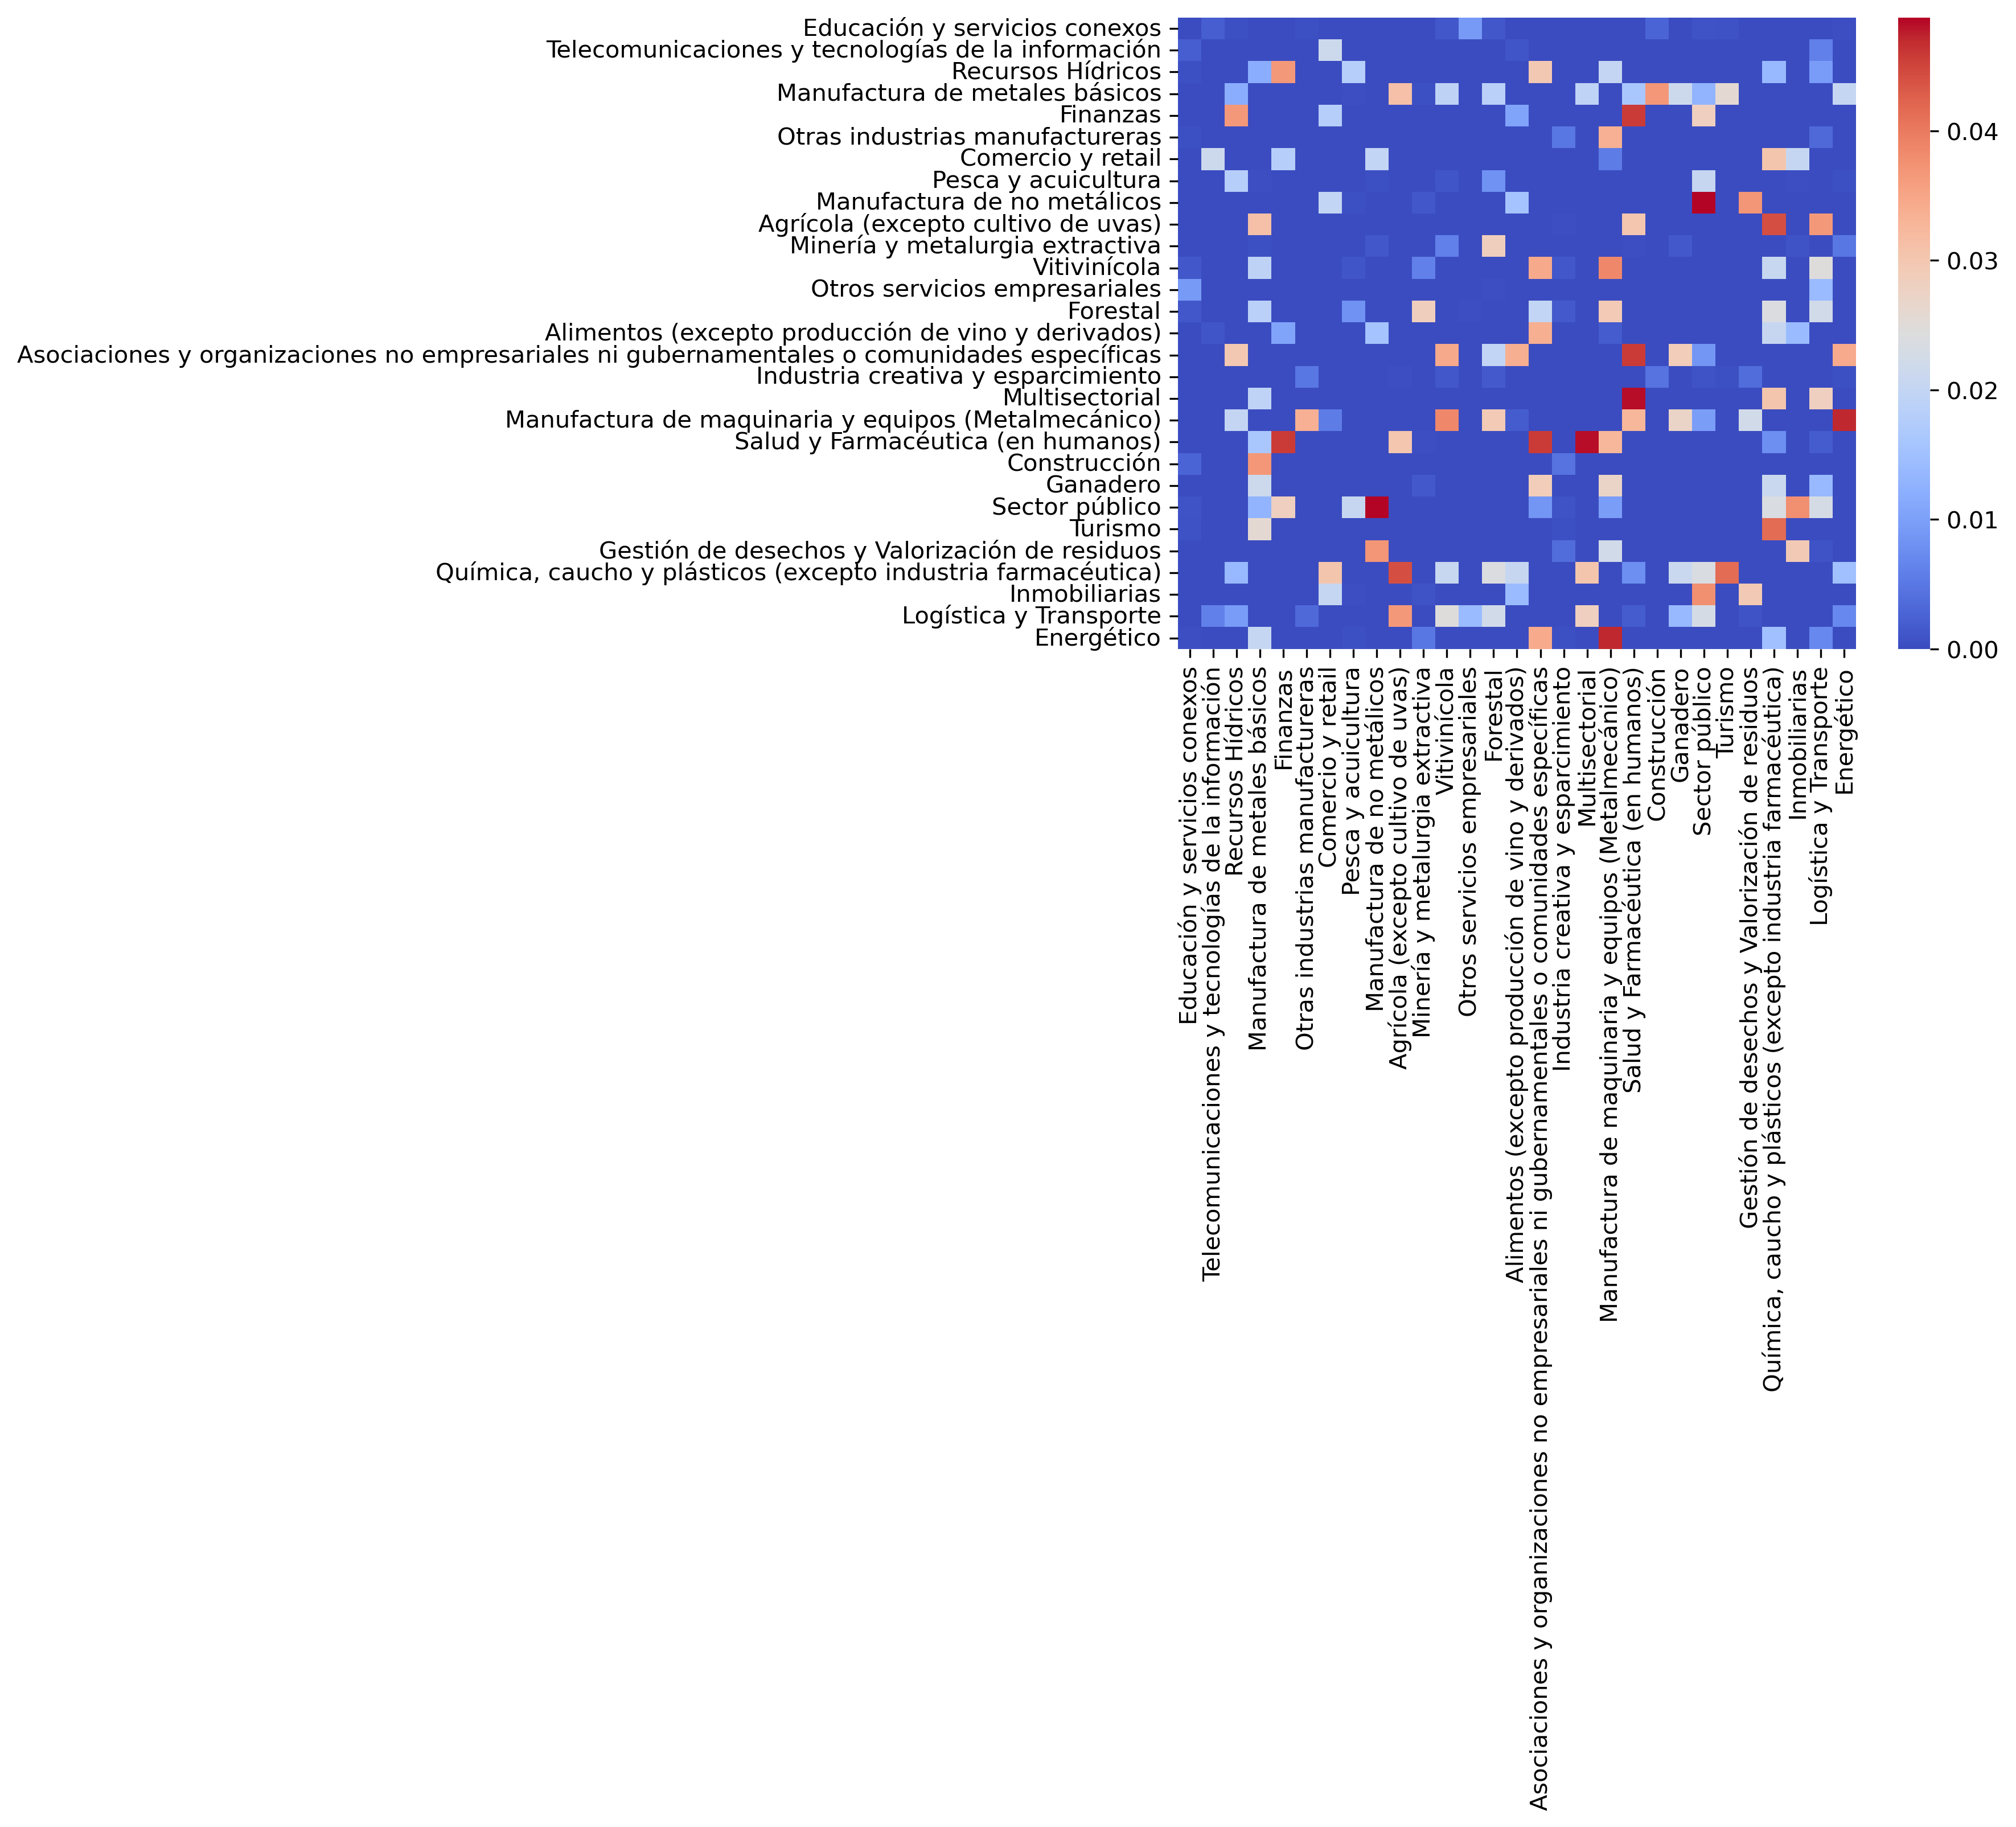 Educación y servicios conexos
Telecomunicaciones y tecnologías de la información
Recursos Hídricos
Manufactura de metales básicos
Finanzas
Otras industrias manufactureras
Comercio y retail
Pesca y acuicultura
Manufactura de no metálicos
Agrícola (excepto cultivo de uvas)
Minería y metalurgia extractiva
Vitivinícola
Otros servicios empresariales
Forestal
Alimentos (excepto producción de vino y derivados)
Asociaciones y organizaciones no empresariales ni gubernamentales o comunidades específicas
Industria creativa y esparcimiento
Multisectorial
Manufactura de maquinaria y equipos (Metalmecánico)
Salud y Farmacéutica (en humanos)
Construcción
Ganadero
Sector público
Turismo
Gestión de desechos y Valorización de residuos
Química, caucho y plásticos (excepto industria farmacéutica)
Inmobiliarias
Logística y Transporte
Energético
Educación y servicios conexos
Telecomunicaciones y tecnologías de la información
Recursos Hídricos
Manufactura de metales básicos
Finanzas
Otras industrias manufactureras
Comercio y retail
Pesca y acuicultura
Manufactura de no metálicos
Agrícola (excepto cultivo de uvas)
Minería y metalurgia extractiva
Vitivinícola
Otros servicios empresariales
Forestal
Alimentos (excepto producción de vino y derivados)
Asociaciones y organizaciones no empresariales ni gubernamentales o comunidades específicas
Industria creativa y esparcimiento
Multisectorial
Manufactura de maquinaria y equipos (Metalmecánico)
Salud y Farmacéutica (en humanos)
Construcción
Ganadero
Sector público
Turismo
Gestión de desechos y Valorización de residuos
Química, caucho y plásticos (excepto industria farmacéutica)
Inmobiliarias
Logística y Transporte
Energético
0.04
0.03
0.02
0.01
0.00